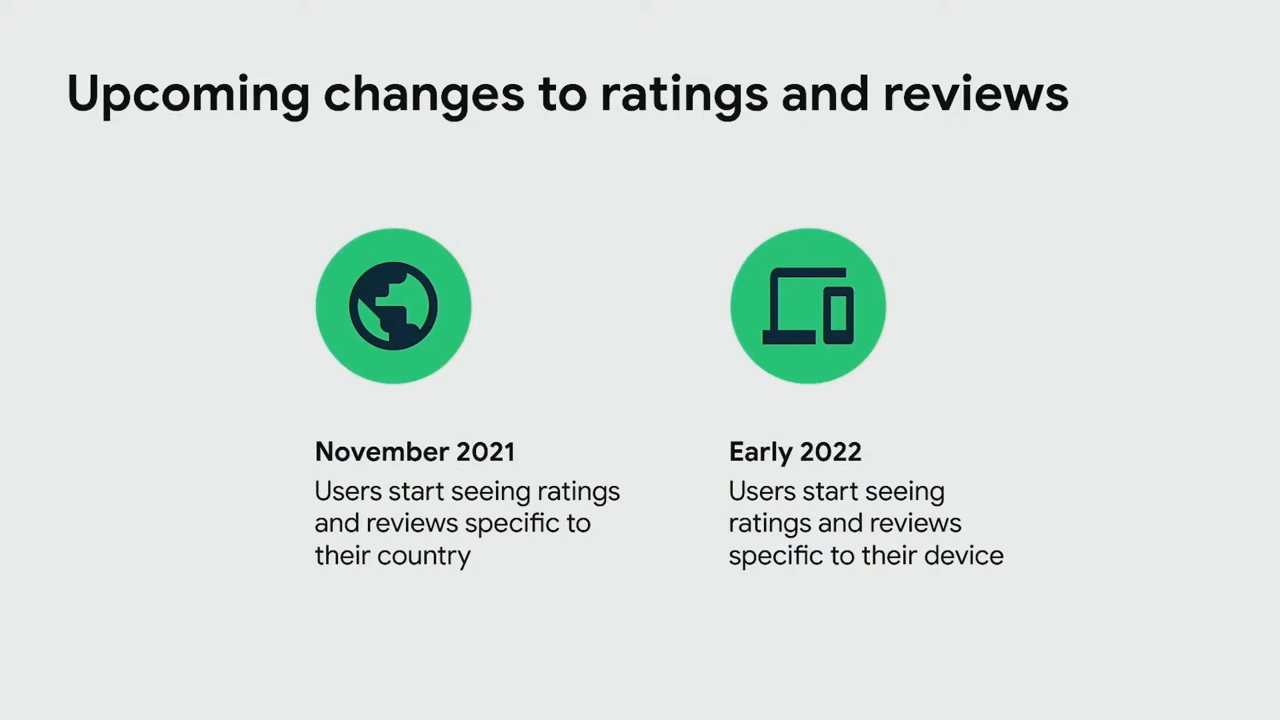 Upcoming changes to ratings and reviews
November 2021
Users start seeing ratings
and reviews specific to
their country
Early 2022
Users start seeing
ratings and reviews
specific to their device